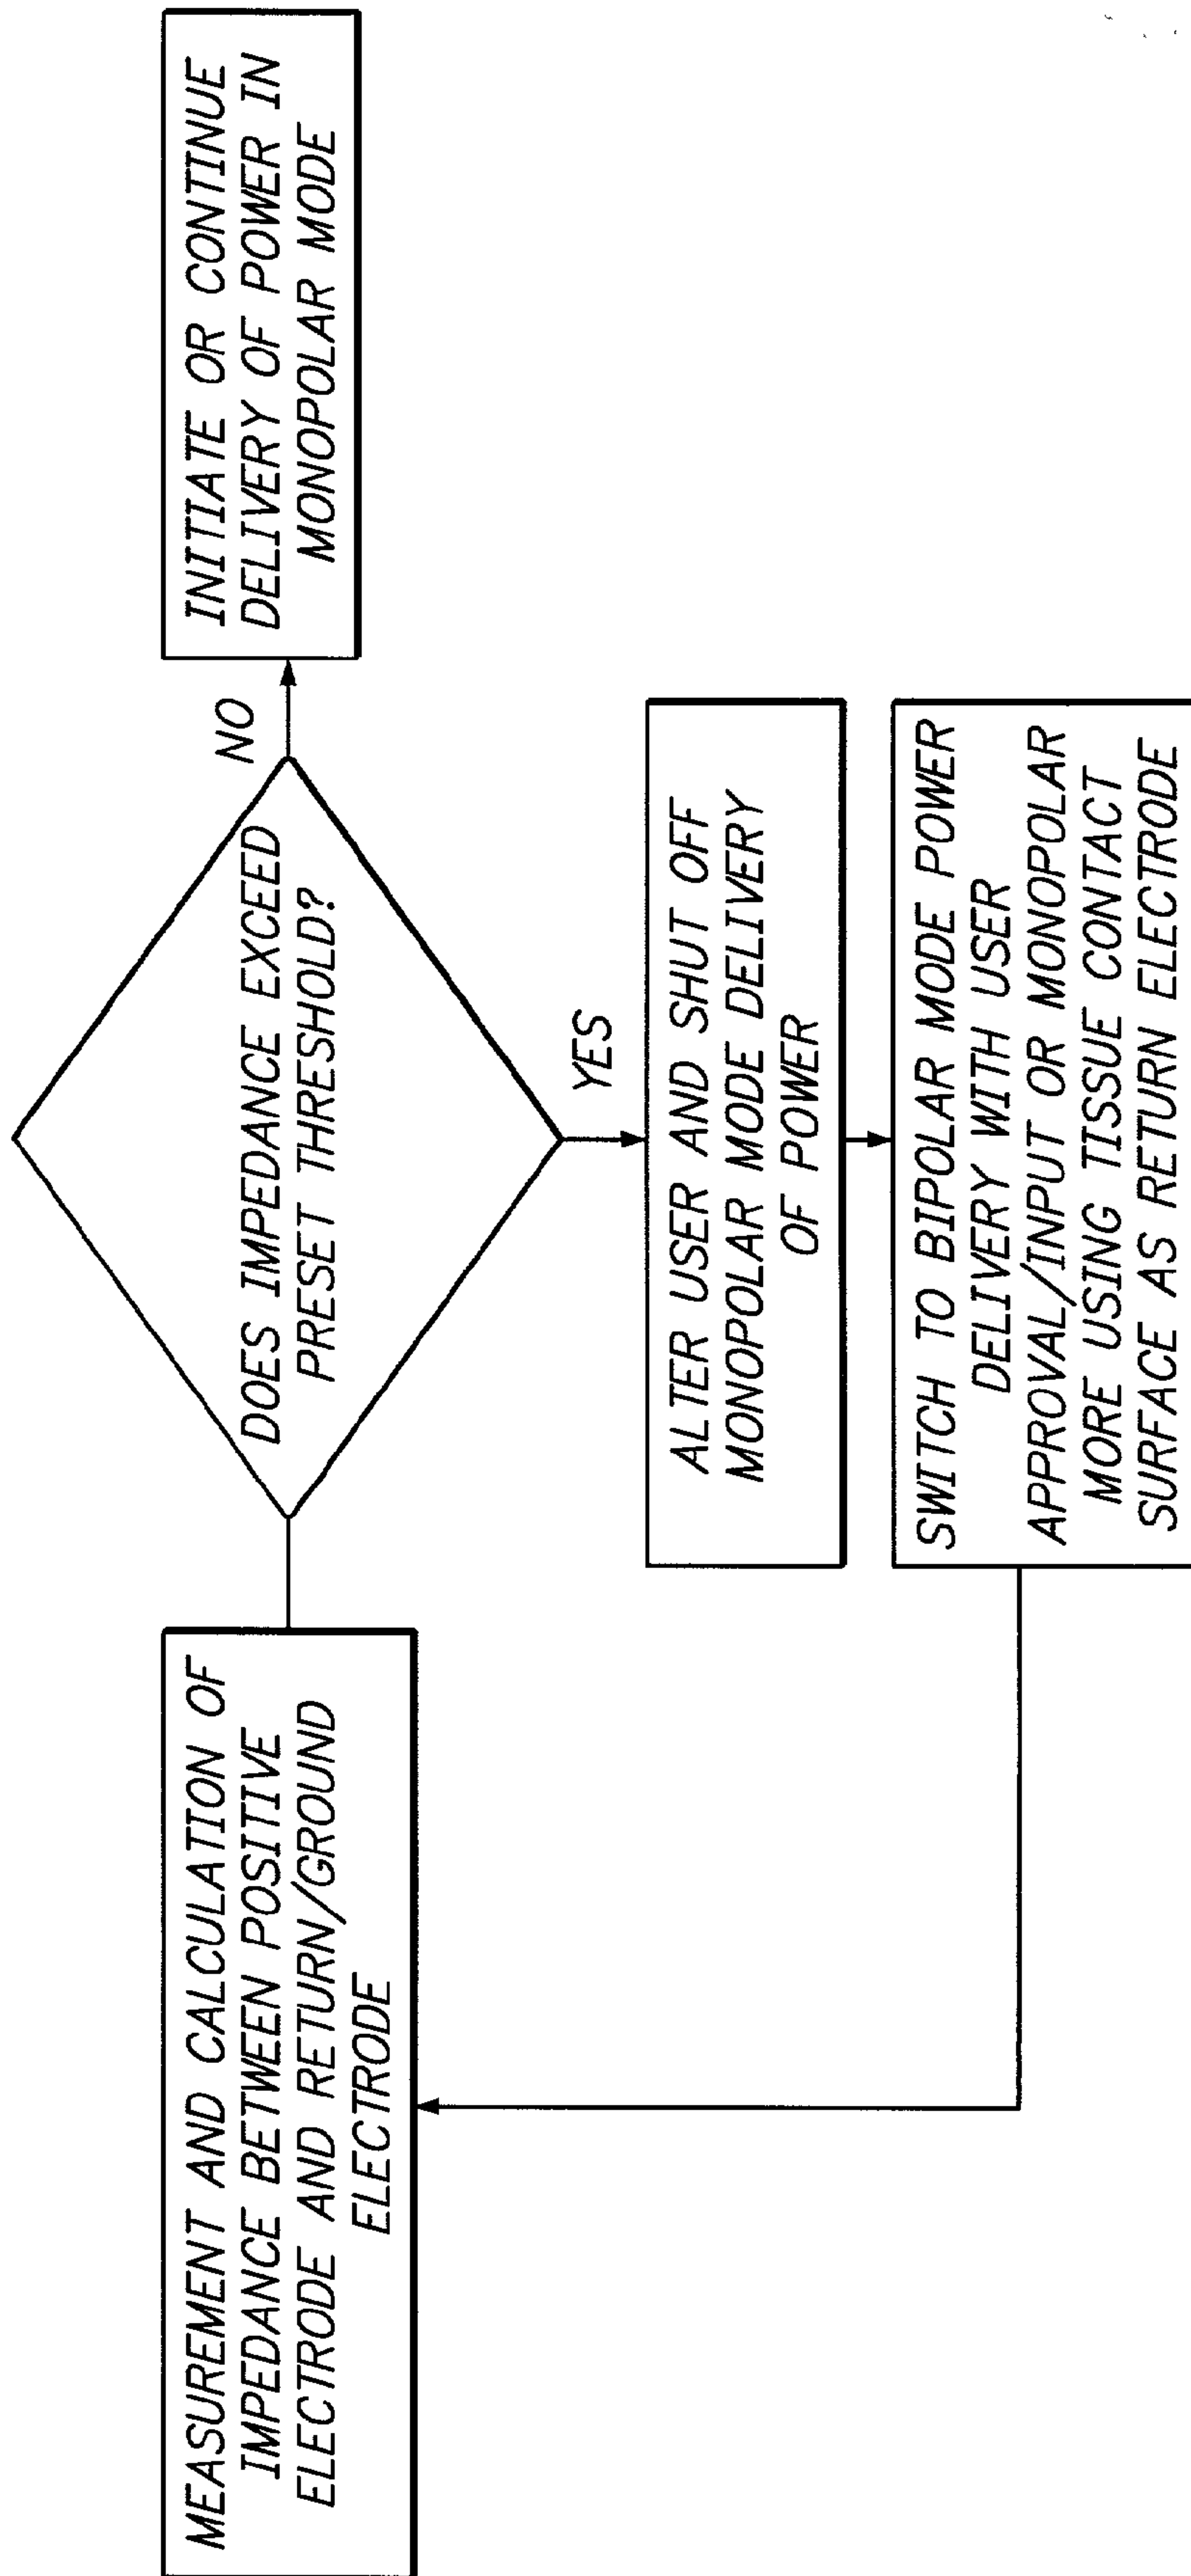 MEASUREMENT AND CALCULATION OF
IMPEDANCE BETWEEN POSITIVE
ELECTRODE AND RETURN/GROUND
ELECTRODE
DOES IMPEDANCE EXCEED
PRESET THRESHOLD?
NO
INITIATE OR CONTINUE
DELIVERY OF POWER IN
MONOPOLAR MODE
YES
ALTER USER AND SHUT OFF
MONOPOLAR MODE DELIVERY
OF POWER
SWITCH TO BIPOLAR MODE POWER
DELIVERY WITH USER
APPROVAL/INPUT OR MONOPOLAR
MORE USING TISSUE CONTACT
SURFACE AS RETURN ELECTRODE